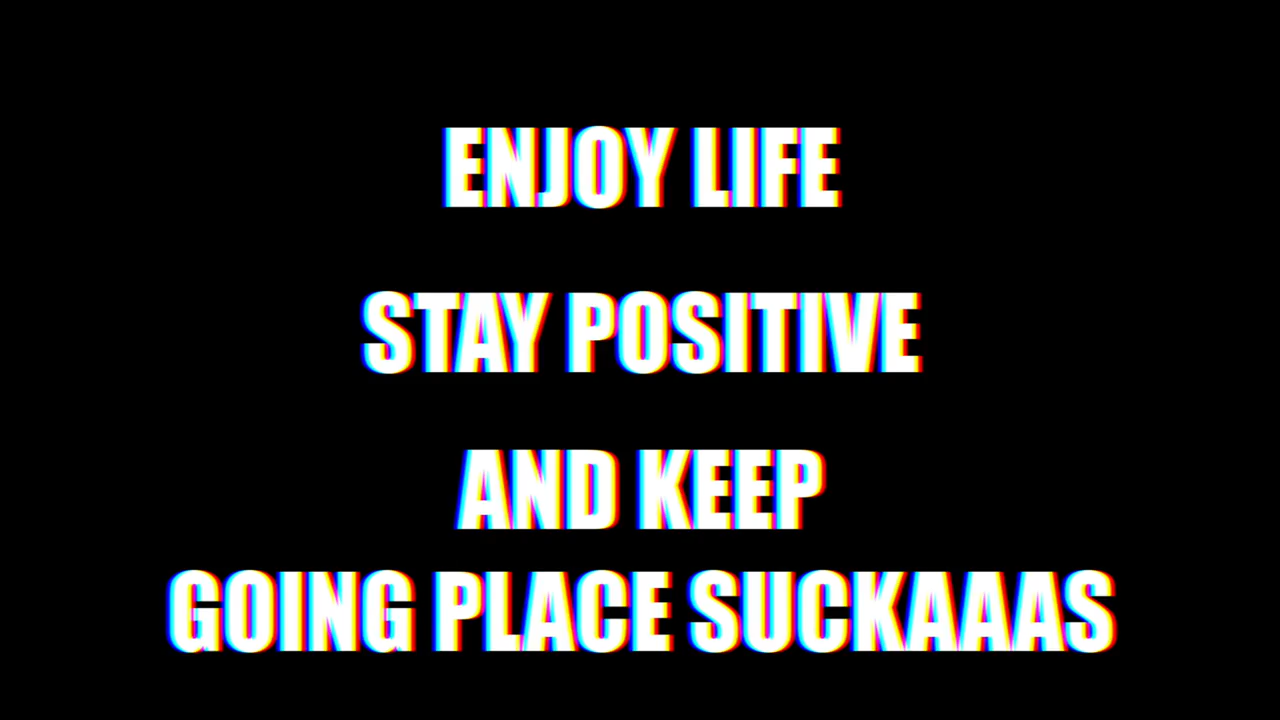 ENJOY LIFE
STAY POSITIVE
AND KEEP
GOING PLACE SUCKAAAS